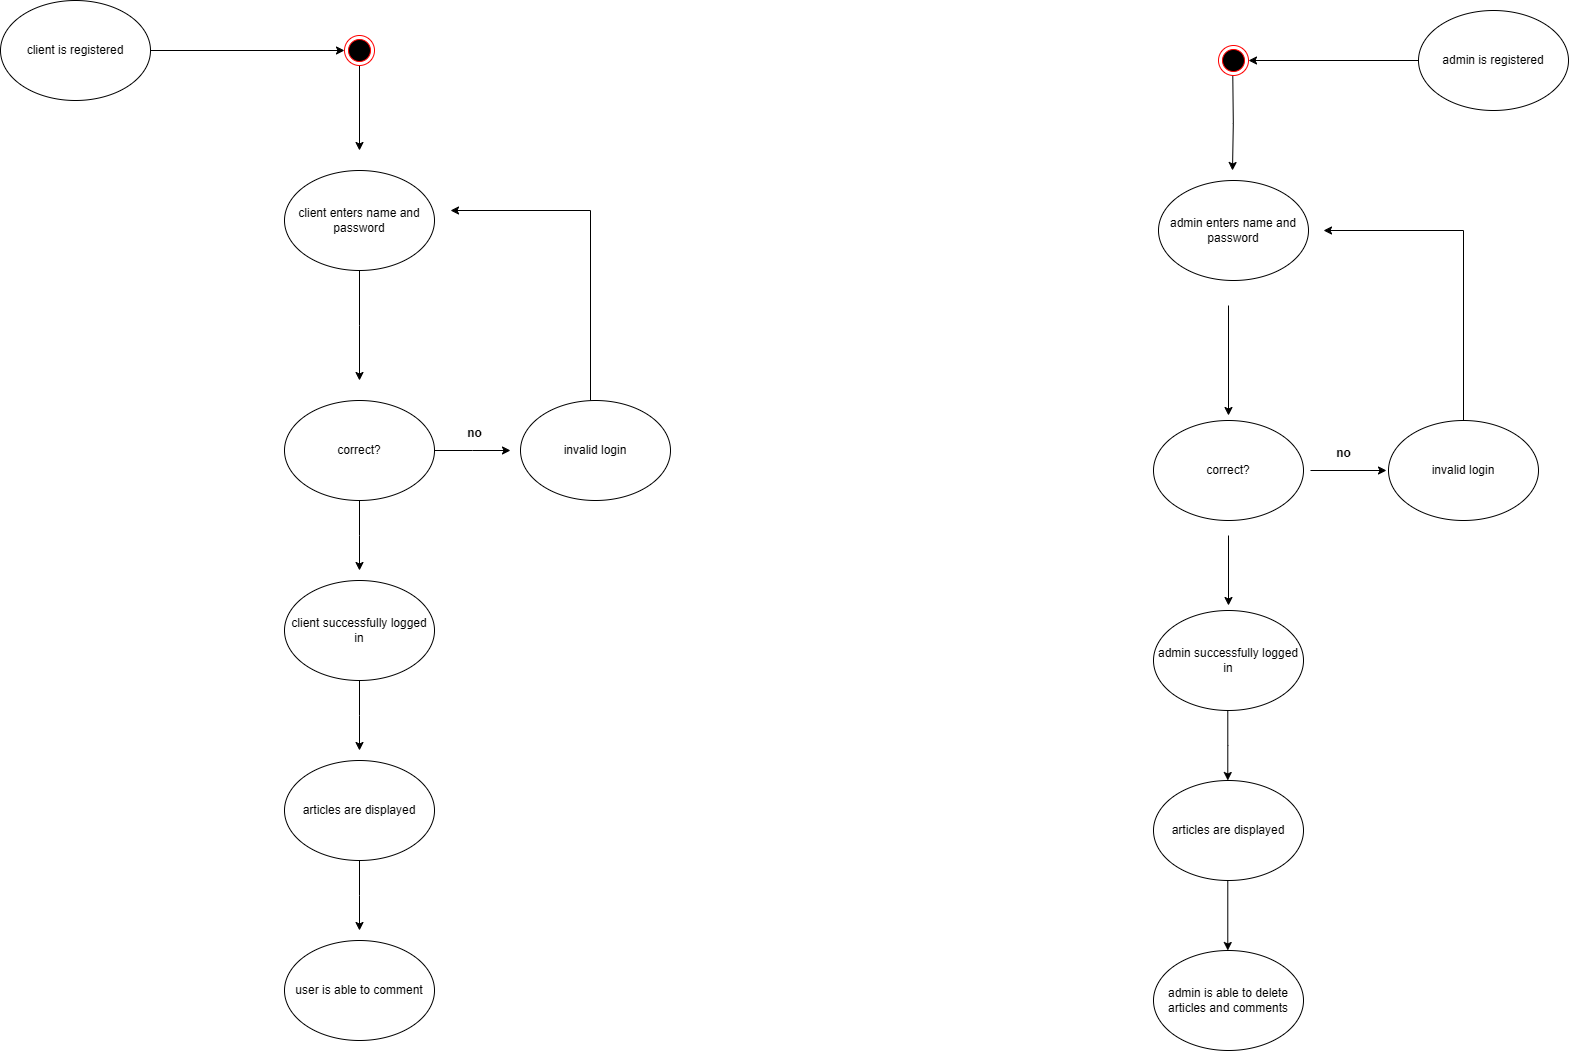 client is registered
client enters name and
password
correct?
no
invalid login
client successfully logged
in
articles are displayed
user is able to comment
admin is registered
admin enters name and
password
correct?
no
invalid login
admin successfully logged
in
articles are displayed
admin is able to delete
articles and comments